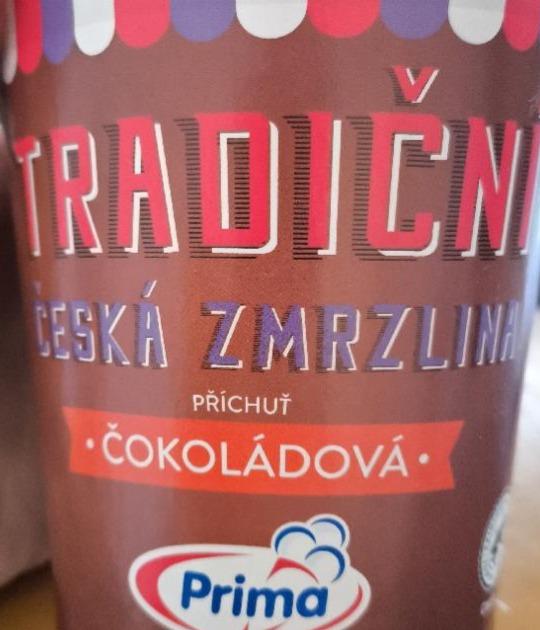 TRADIČNÍ
ČESKÁ ZMRZLINA
PŘÍCHUŤ
• ČOKOLÁDOVÁ •
Prima